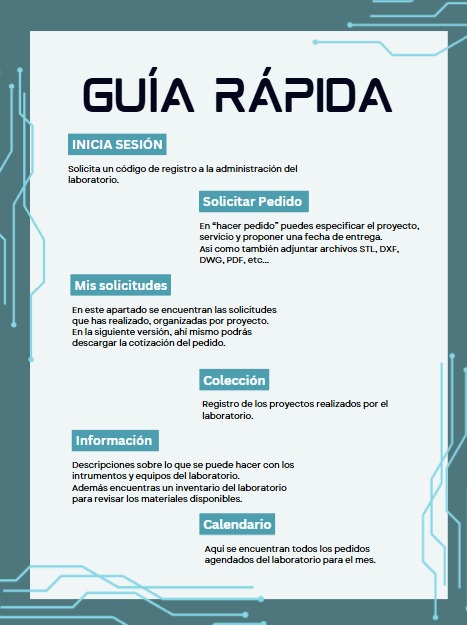 GUÍA RÁPIDA
INICIA SESIÓN
Solicita un código de registro a la administración del
laboratorio.
Solicitar Pedido
En “hacer pedido” puedes especificar el proyecto,
servicio y proponer una fecha de entrega.
Asi como también adjuntar archivos STL, DXF,
DWG, PDF, etc...
Mis solicitudes
En este apartado se encuentran las solicitudes
que has realizado, organizadas por proyecto.
En la siguiente versión, ahí mismo podrás
descargar la cotización del pedido.
Colección
Registro de los proyectos realizados por el
laboratorio.
Información
Descripciones sobre lo que se puede hacer con los
intrumentos y equipos del laboratorio.
Además encuentras un inventario del laboratorio
para revisar los materiales disponibles.
Calendario
Aqui se encuentran todos los pedidos
agendados del laboratorio para el mes.